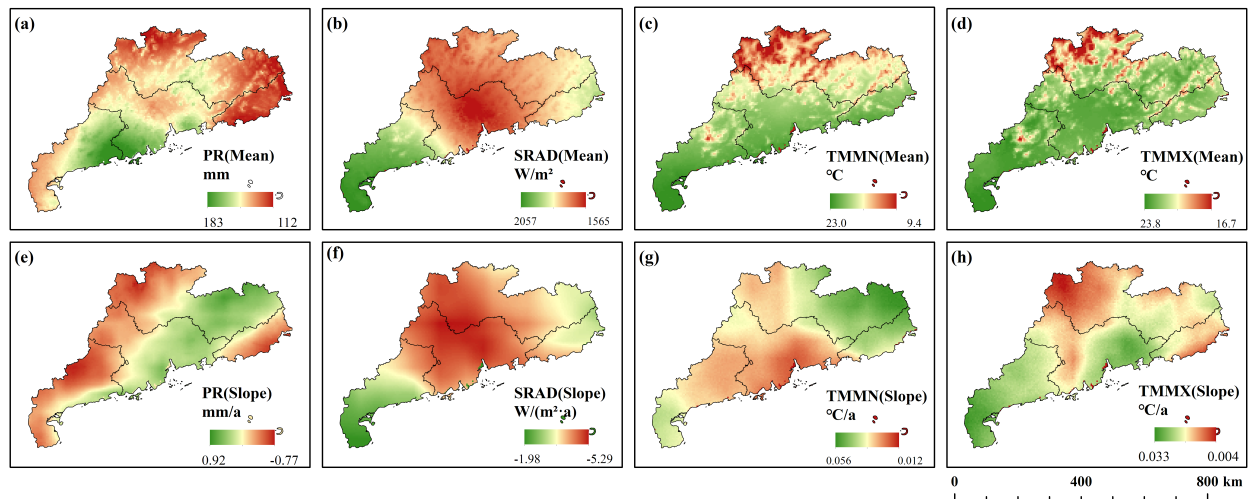 (a)
PR(Mean)
mm
183 112
(b)
SRAD(Mean)
W/m²
2057 1565
(c)
TMMN(Mean)
℃
23.0 9.4
(d)
TMMX(Mean)
℃
23.8 16.7
(e)
PR(Slope)
mm/a
0.92 -0.77
(f)
SRAD(Slope)
W/(m²·a)
-1.98 -5.29
(g)
TMMN(Slope)
℃/a
0.056 0.012
(h)
TMMX(Slope)
℃/a
0.033 0.004
0 400 800 km